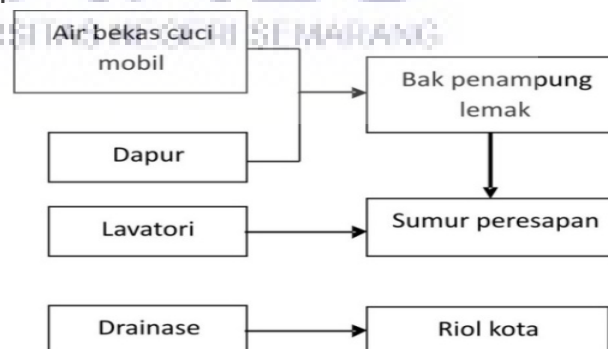 Air bekas cuci
mobil
Bak penampung
lemak
Dapur
Lavatori
Sumur peresapan
Drainase
Riol kota